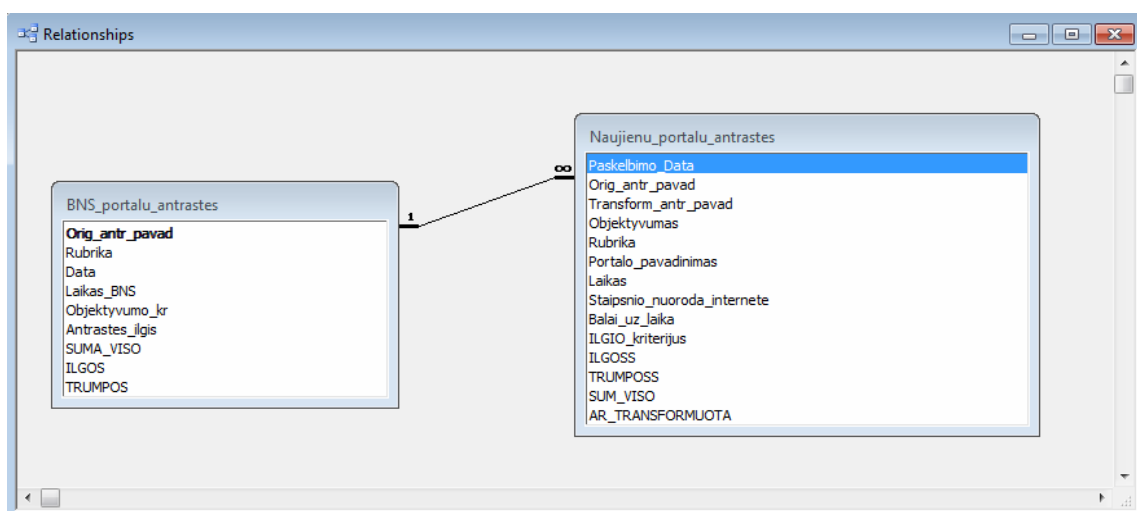 Relationships
BNS_portalu_antrastes
Orig_antr_pavad
Rubrika
Data
Laikas_BNS
Objektyvumo_kr
Antrastes_ilgis
SUMA_VISO
ILGOS
TRUMPOS
1
∞
Naujienu_portalu_antrastes
Paskelbimo_Data
Orig_antr_pavad
Transform_antr_pavad
Objektyvumas
Rubrika
Portalo_pavadinimas
Laikas
Staipsnio_nuoroda_internete
Balai_uz_laika
ILGIO_kriterijus
ILGOSS
TRUMPOSS
SUM_VISO
AR_TRANSFORMUOTA